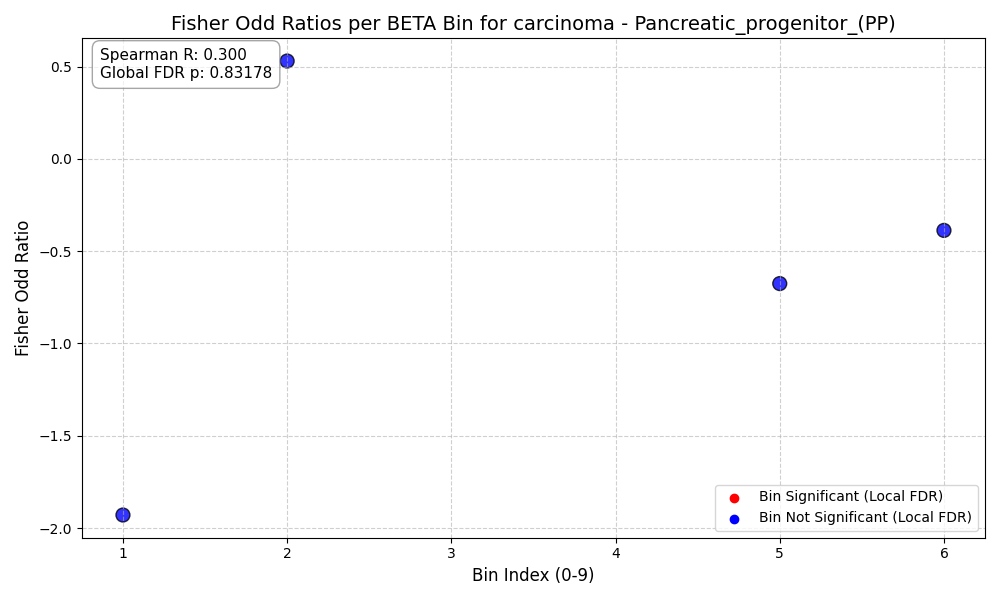 Fisher Odd Ratios per BETA Bin for carcinoma - Pancreatic_progenitor_(PP)
Spearman R: 0.300
Global FDR p: 0.83178
Fisher Odd Ratio
0.5
0.0
−0.5
−1.0
−1.5
−2.0
Bin Significant (Local FDR)
Bin Not Significant (Local FDR)
1 2 3 4 5 6
Bin Index (0-9)